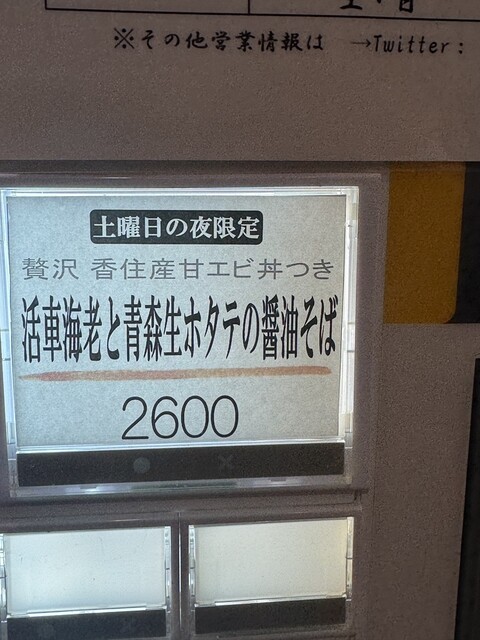 ※その他営業情報は →Twitter:
土曜日の夜限定
贅沢 香住産甘エビ丼つき
活車海老と青森生ホタテの醤油そば
2600